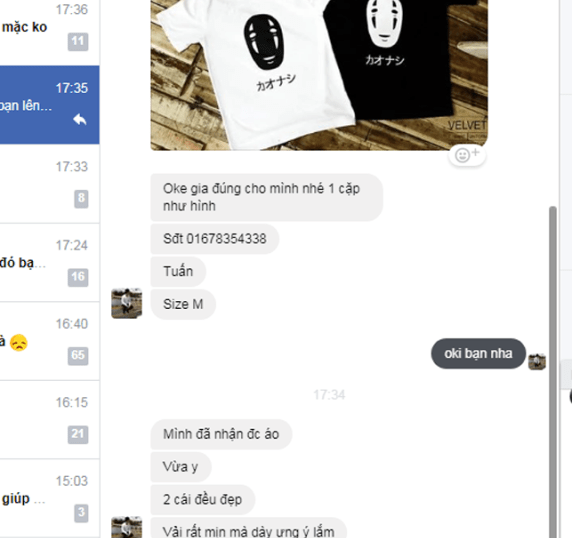 17:36
mặc ko
11
17:35
bạn lên...
17:33
8
17:24
đó bạ...
16
16:40
65
16:15
21
15:03
giúp ...
3
カオナシ
カオナシ
VELVET
Oke gia đúng cho mình nhé 1 cặp
như hình
Sđt 01678354338
Tuấn
Size M
oki bạn nha
17:34
Mình đã nhận đc áo
Vừa y
2 cái đều đẹp
Vải rất mịn mà dày ưng ý lắm